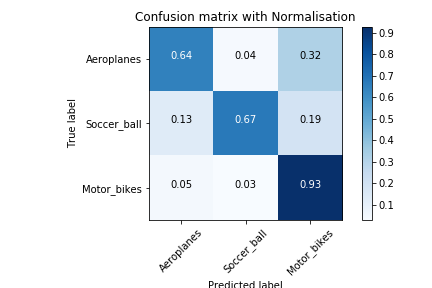 Confusion matrix with Normalisation
True label
Aeroplanes 0.64 0.04 0.32
Soccer_ball 0.13 0.67 0.19
Motor_bikes 0.05 0.03 0.93
Aeroplanes Soccer_ball Motor_bikes
Predicted label
0.9
0.8
0.7
0.6
0.5
0.4
0.3
0.2
0.1